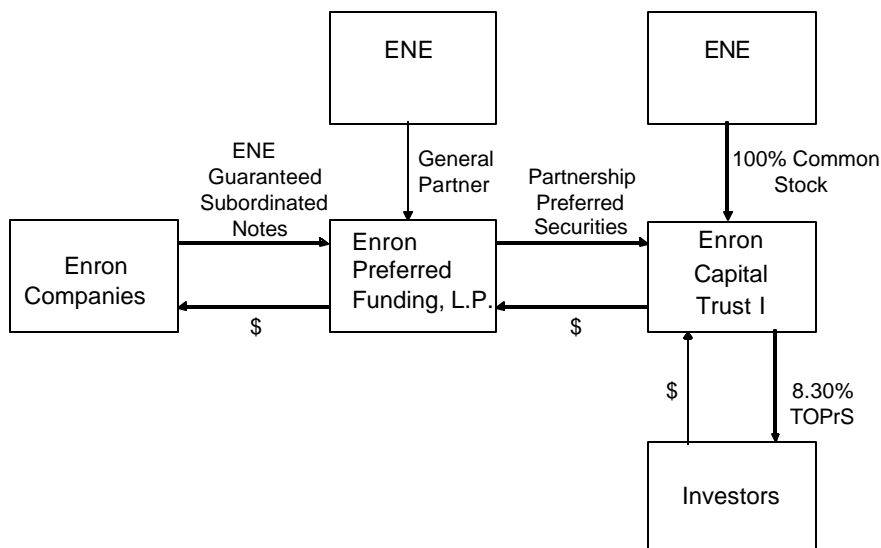 ENE
ENE
ENE
Guaranteed
Subordinated
Notes
General
Partner
Partnership
Preferred
Securities
100% Common
Stock
Enron
Companies
Enron
Preferred
Funding, L.P.
Enron
Capital
Trust I
$
$
$
8.30%
TOPrS
Investors